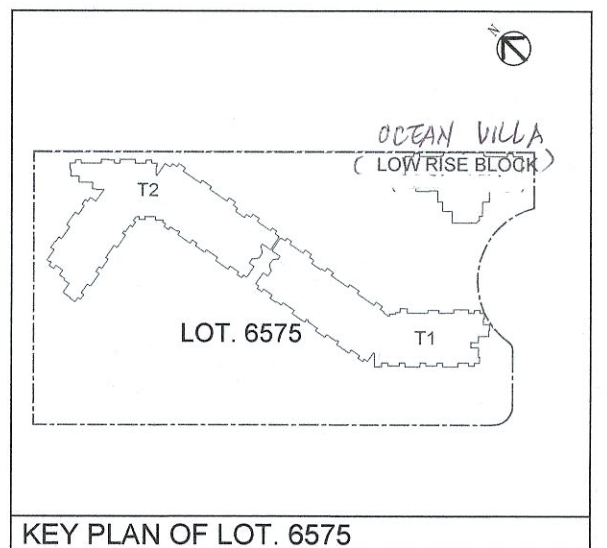 N
OCEAN VILLA
( LOW RISE BLOCK )
T2
LOT. 6575
T1
KEY PLAN OF LOT. 6575